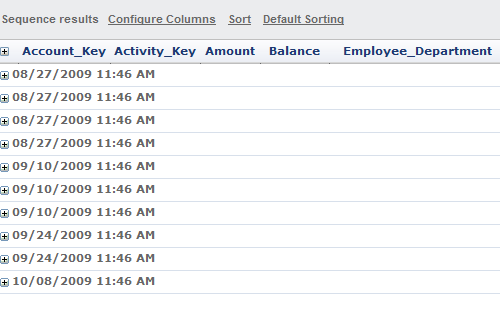 Sequence results Configure Columns Sort Default Sorting
Account_Key Activity_Key Amount Balance Employee_Department
08/27/2009 11:46 AM
08/27/2009 11:46 AM
08/27/2009 11:46 AM
08/27/2009 11:46 AM
09/10/2009 11:46 AM
09/10/2009 11:46 AM
09/10/2009 11:46 AM
09/24/2009 11:46 AM
09/24/2009 11:46 AM
10/08/2009 11:46 AM